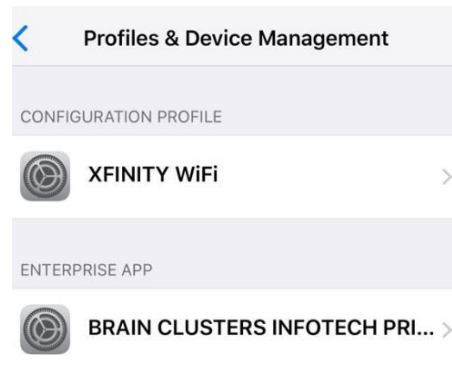 Profiles & Device Management
CONFIGURATION PROFILE
XFINITY WiFi
ENTERPRISE APP
BRAIN CLUSTERS INFOTECH PRI...